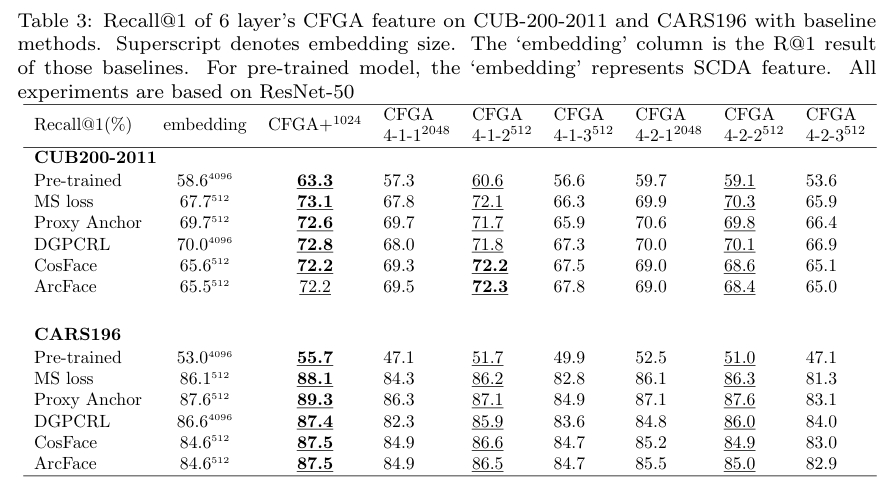 Table 3: Recall@1 of 6 layer's CFGA feature on CUB-200-2011 and CARS196 with baseline
methods. Superscript denotes embedding size. The 'embedding' column is the R@1 result
of those baselines. For pre-trained model, the 'embedding' represents SCDA feature. All
experiments are based on ResNet-50
Recall@1(%) embedding CFGA+^1024 CFGA 4-1-1^2048 CFGA 4-1-2^512 CFGA 4-1-3^512 CFGA 4-2-1^2048 CFGA 4-2-2^512 CFGA 4-2-3^512
CUB200-2011
Pre-trained 58.6^4096 63.3 57.3 60.6 56.6 59.7 59.1 53.6
MS loss 67.7^512 73.1 67.8 72.1 66.3 69.9 70.3 65.9
Proxy Anchor 69.7^512 72.6 69.7 71.7 65.9 70.6 69.8 66.4
DGPCRL 70.0^4096 72.8 68.0 71.8 67.3 70.0 70.1 66.9
CosFace 65.6^512 72.2 69.3 72.2 67.5 69.0 68.6 65.1
ArcFace 65.5^512 72.2 69.5 72.3 67.8 69.0 68.4 65.0
CARS196
Pre-trained 53.0^4096 55.7 47.1 51.7 49.9 52.5 51.0 47.1
MS loss 86.1^512 88.1 84.3 86.2 82.8 86.1 86.3 81.3
Proxy Anchor 87.6^512 89.3 86.3 87.1 84.9 87.1 87.6 83.1
DGPCRL 86.6^4096 87.4 82.3 85.9 83.6 84.8 86.0 84.0
CosFace 84.6^512 87.5 84.9 86.6 84.7 85.2 84.9 83.0
ArcFace 84.6^512 87.5 84.9 86.5 84.7 85.5 85.0 82.9